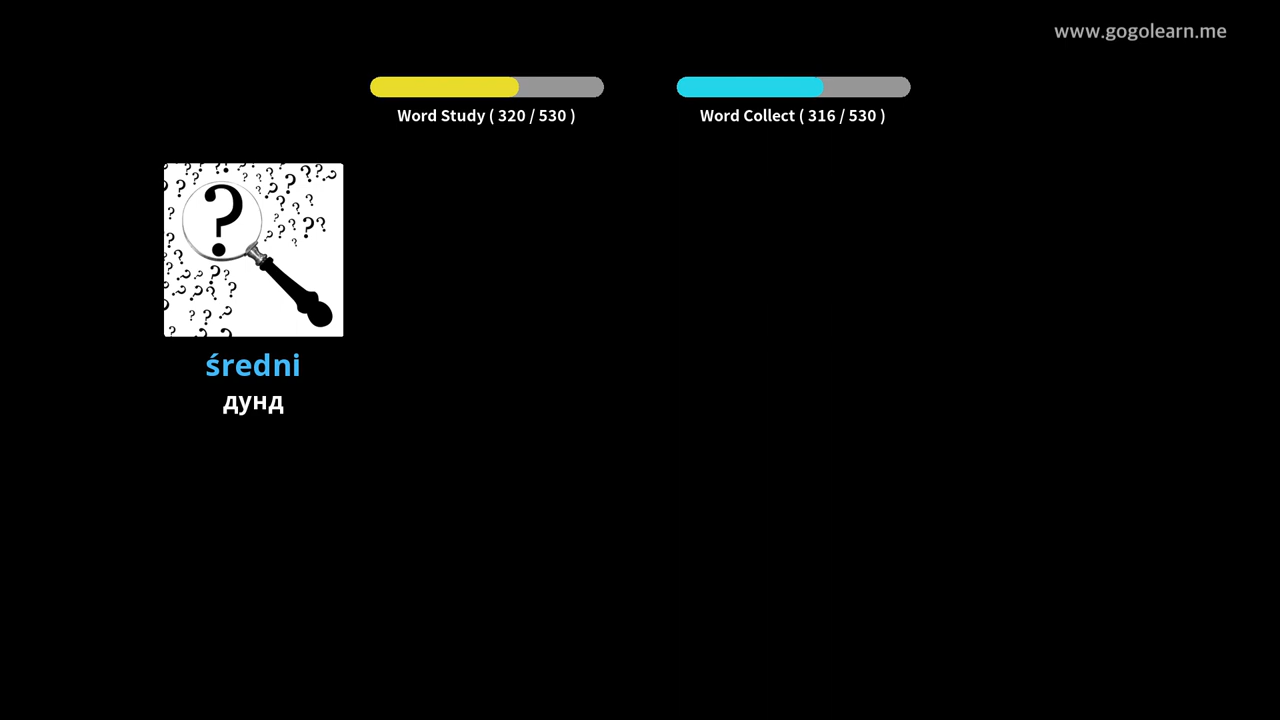 www.gogolearn.me
Word Study ( 320 / 530 )
Word Collect ( 316 / 530 )
średni
дунд